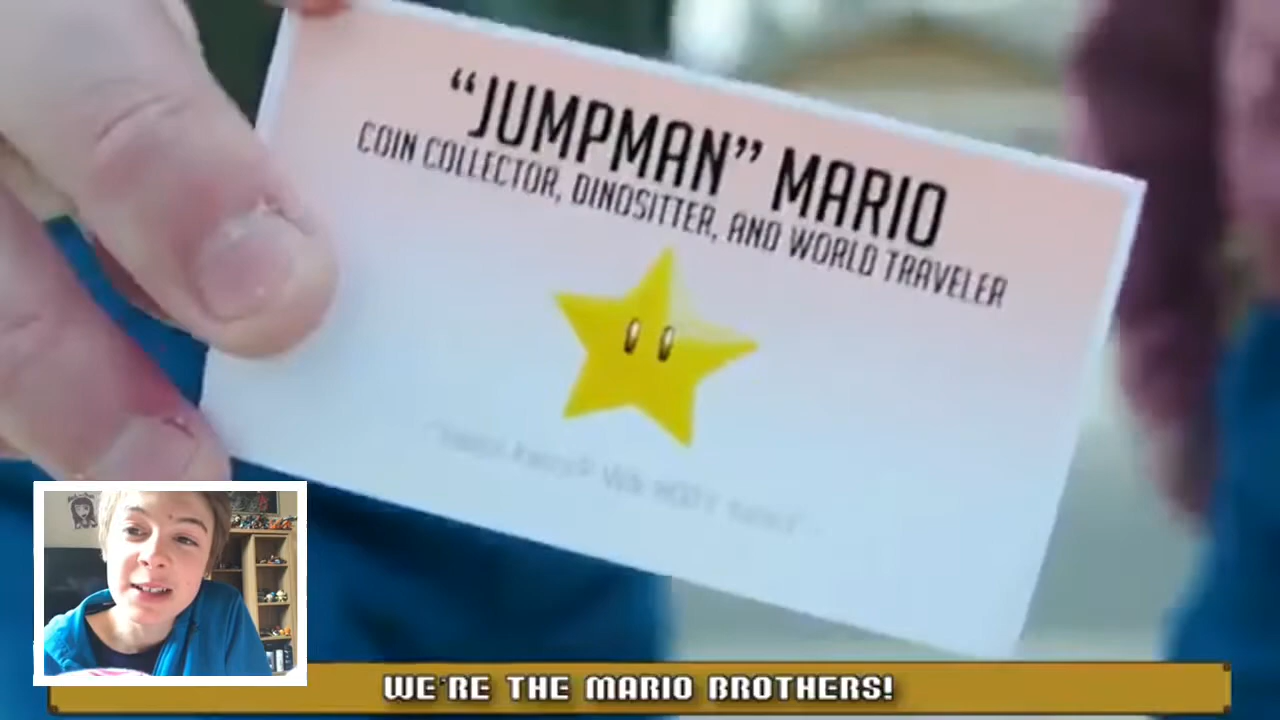 “JUMPMAN” MARIO
COIN COLLECTOR, DINOSITTER, AND WORLD TRAVELER
WE'RE THE MARIO BROTHERS!